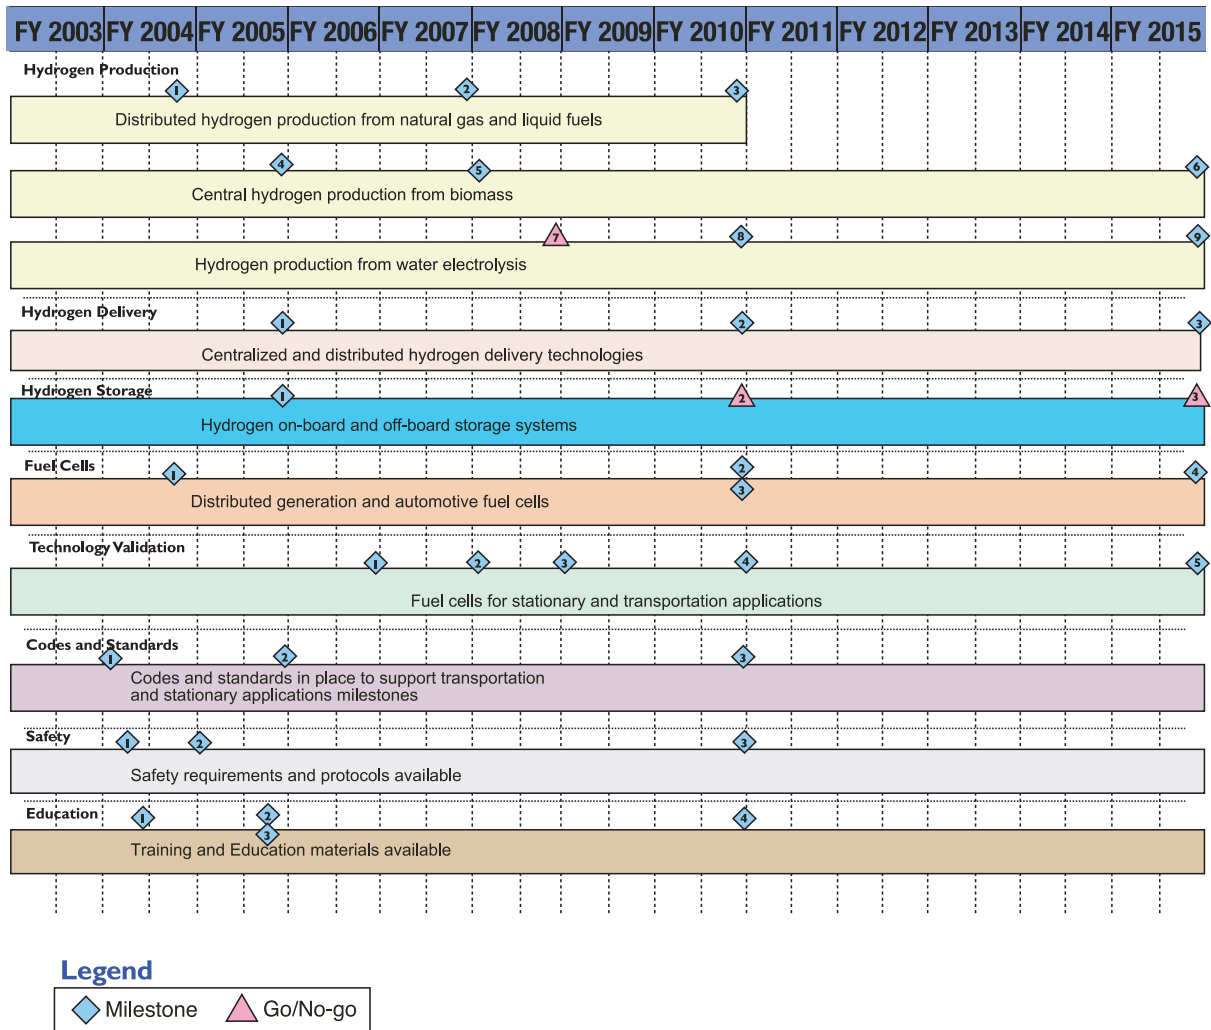 FY 2003 FY 2004 FY 2005 FY 2006 FY 2007 FY 2008 FY 2009 FY 2010 FY 2011 FY 2012 FY 2013 FY 2014 FY 2015
Hydrogen Production
1 2 3
Distributed hydrogen production from natural gas and liquid fuels
4 5 6
Central hydrogen production from biomass
7 8 9
Hydrogen production from water electrolysis
Hydrogen Delivery
1 2 3
Centralized and distributed hydrogen delivery technologies
Hydrogen Storage
1 2 3
Hydrogen on-board and off-board storage systems
Fuel Cells
1 2 4
3
Distributed generation and automotive fuel cells
Technology Validation
1 2 3 4 5
Fuel cells for stationary and transportation applications
Codes and Standards
1 2 3
Codes and standards in place to support transportation
and stationary applications milestones
Safety
1 2 3
Safety requirements and protocols available
Education
1 2 4
3
Training and Education materials available
Legend
Milestone Go/No-go